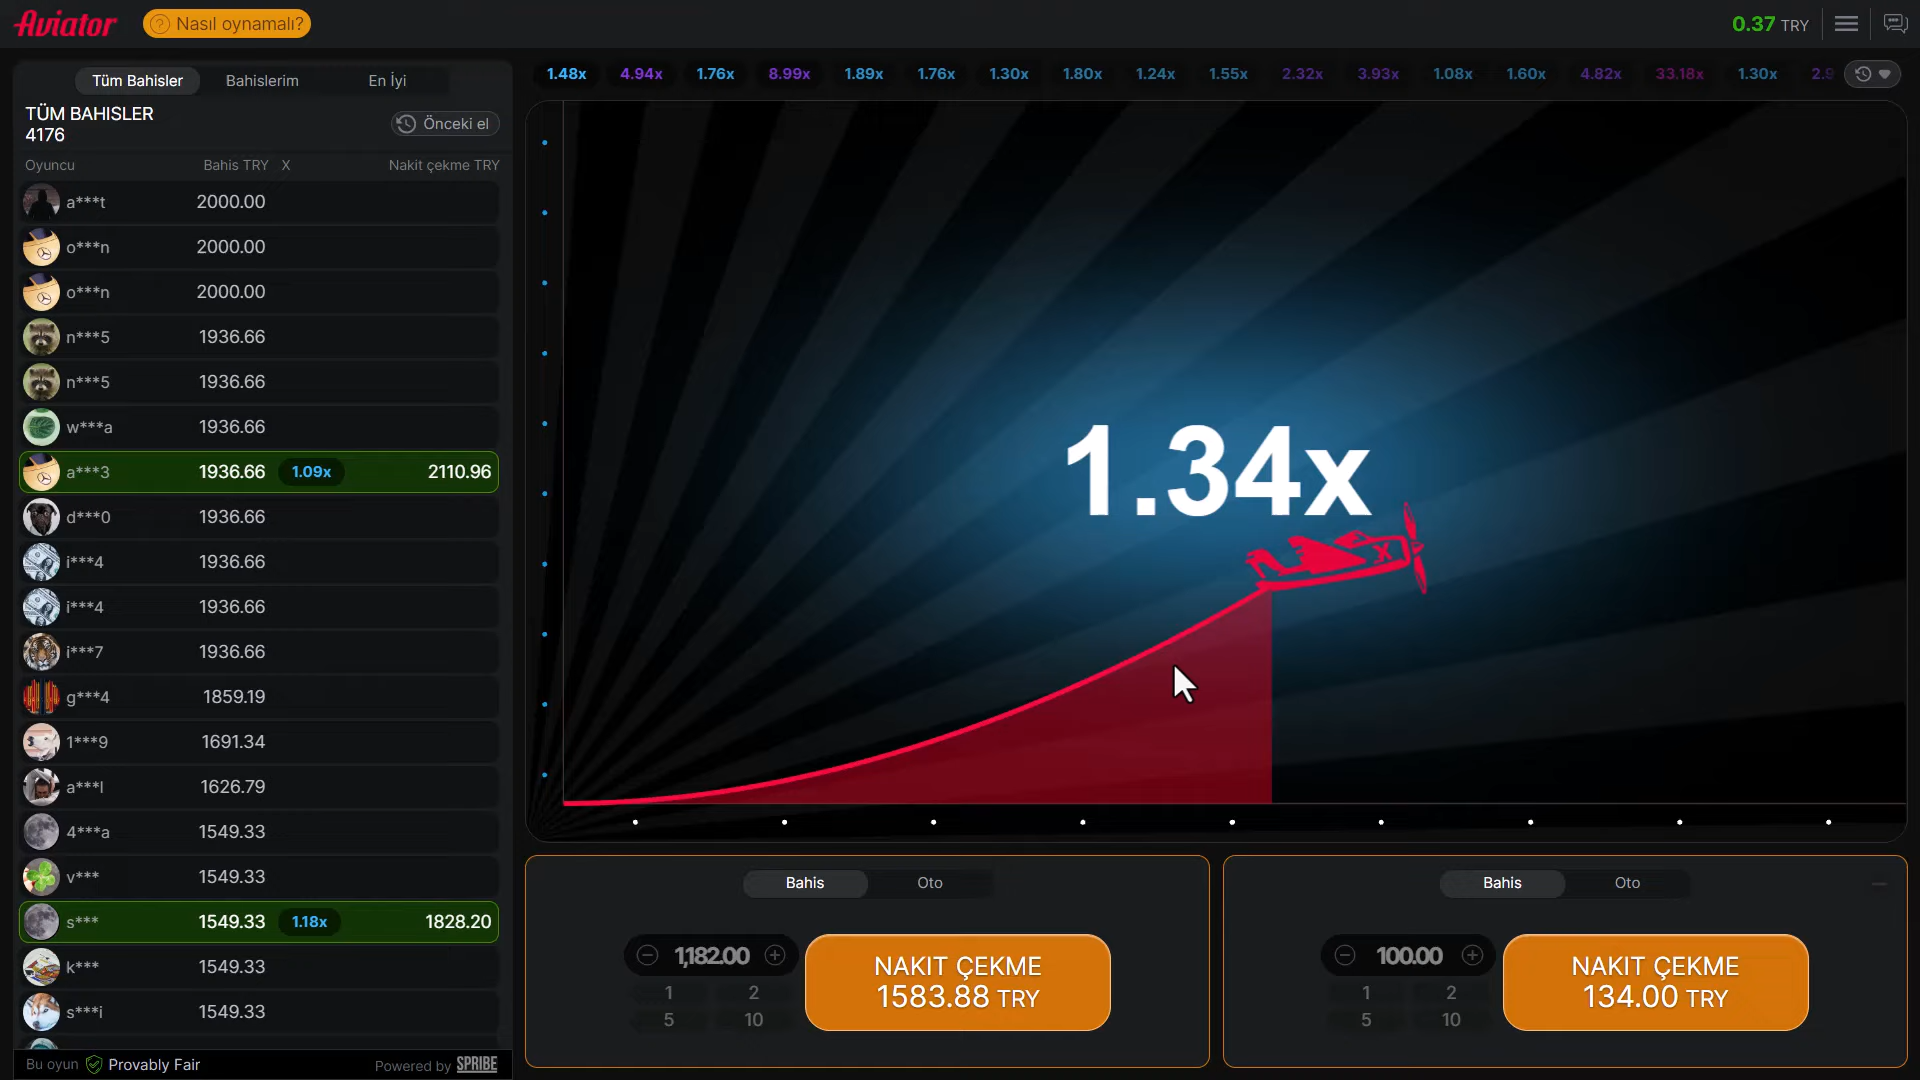 Aviator
? Nasıl oynamalı?
0.37 TRY
Tüm Bahisler
Bahislerim
En İyi
TÜM BAHISLER
4176
Önceki el
Oyuncu Bahis TRY X Nakit çekme TRY
a***t 2000.00
o***n 2000.00
o***n 2000.00
n***5 1936.66
n***5 1936.66
w***a 1936.66
a***3 1936.66 1.09x 2110.96
d***0 1936.66
i***4 1936.66
i***4 1936.66
i***7 1936.66
g***4 1859.19
1***9 1691.34
a***l 1626.79
4***a 1549.33
v*** 1549.33
s*** 1549.33 1.18x 1828.20
k*** 1549.33
s***i 1549.33
Bu oyun Provably Fair
Powered by SPRIBE
1.48x 4.94x 1.76x 8.99x 1.89x 1.76x 1.30x 1.80x 1.24x 1.55x 2.32x 3.93x 1.08x 1.60x 4.82x 33.18x 1.30x 2.9
1.34x
X
Bahis Oto
1,182.00
1 2
5 10
NAKIT ÇEKME
1583.88 TRY
Bahis Oto
100.00
1 2
5 10
NAKIT ÇEKME
134.00 TRY